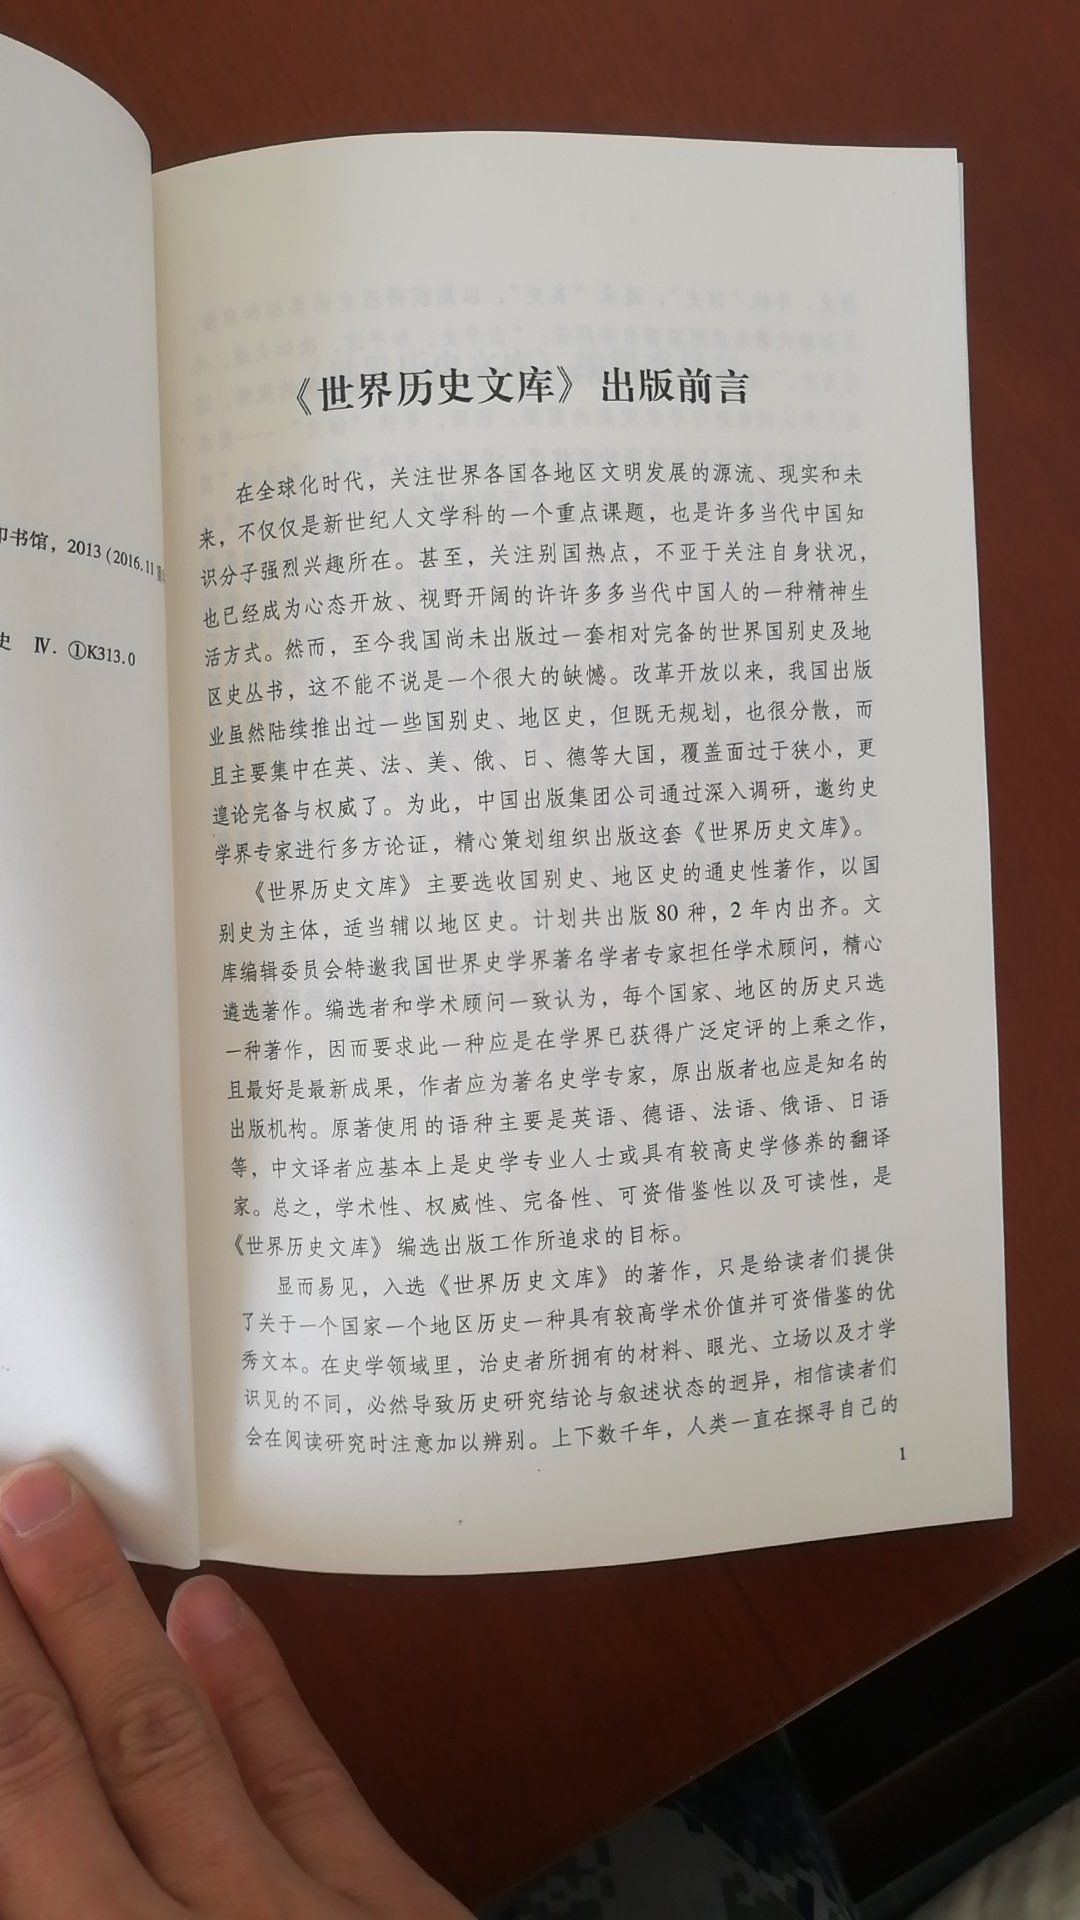 印书馆，2013（2016.11重
史　Ⅳ．①K313.0
《世界历史文库》出版前言
在全球化时代，关注世界各国各地区文明发展的源流、现实和未
来，不仅仅是新世纪人文学科的一个重点课题，也是许多当代中国知
识分子强烈兴趣所在。甚至，关注别国热点，不亚于关注自身状况，
也已经成为心态开放、视野开阔的许许多多当代中国人的一种精神生
活方式。然而，至今我国尚未出版过一套相对完备的世界国别史及地
区史丛书，这不能不说是一个很大的缺憾。改革开放以来，我国出版
业虽然陆续推出过一些国别史、地区史，但既无规划，也很分散，而
且主要集中在英、法、美、俄、日、德等大国，覆盖面过于狭小，更
遑论完备与权威了。为此，中国出版集团公司通过深入调研，邀约史
学界专家进行多方论证，精心策划组织出版这套《世界历史文库》。
《世界历史文库》主要选收国别史、地区史的通史性著作，以国
别史为主体，适当辅以地区史。计划共出版80种，2年内出齐。文
库编辑委员会特邀我国世界史学界著名学者专家担任学术顾问，精心
遴选著作。编选者和学术顾问一致认为，每个国家、地区的历史只选
一种著作，因而要求此一种应是在学界已获得广泛定评的上乘之作，
且最好是最新成果，作者应为著名史学专家，原出版者也应是知名的
出版机构。原著使用的语种主要是英语、德语、法语、俄语、日语
等，中文译者应基本上是史学专业人士或具有较高史学修养的翻译
家。总之，学术性、权威性、完备性、可资借鉴性以及可读性，是
《世界历史文库》编选出版工作所追求的目标。
显而易见，入选《世界历史文库》的著作，只是给读者们提供
了关于一个国家一个地区历史一种具有较高学术价值并可资借鉴的优
秀文本。在史学领域里，治史者所拥有的材料、眼光、立场以及才学
识见的不同，必然导致历史研究结论与叙述状态的迥异，相信读者们
会在阅读研究时注意加以辨别。上下数千年，人类一直在探寻自己的
1